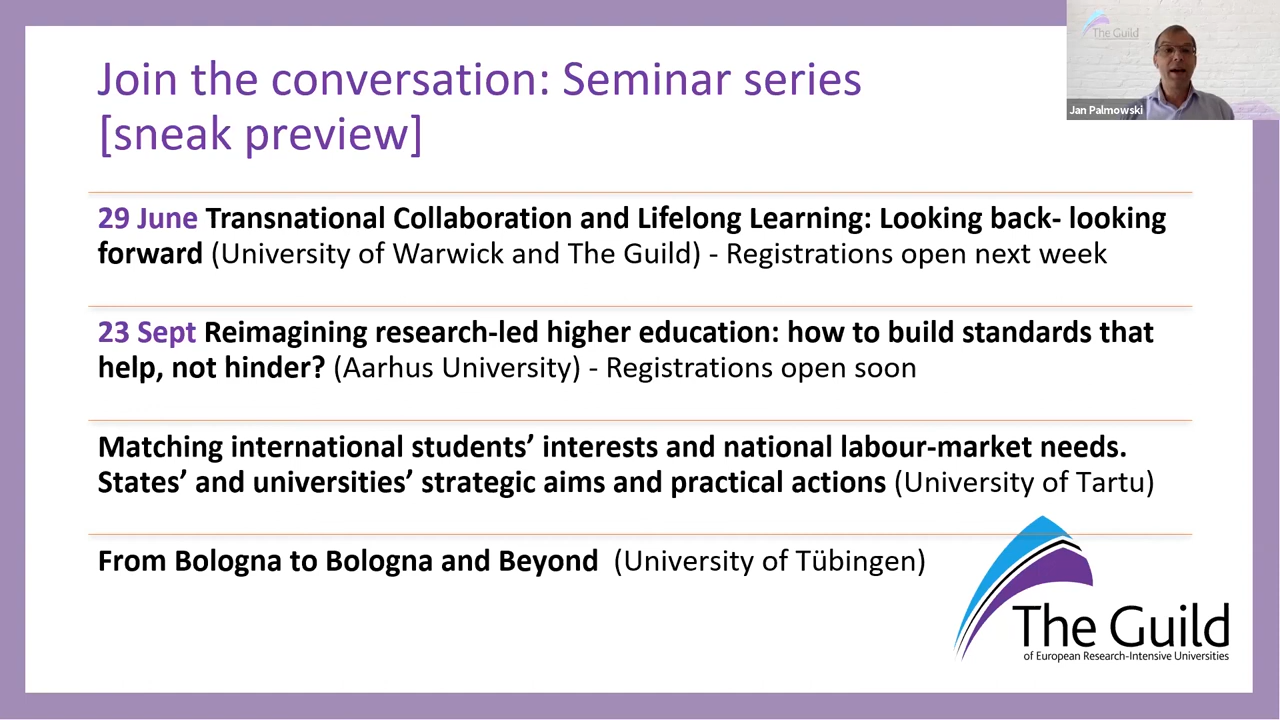 Join the conversation: Seminar series
[sneak preview]
The Guild
Jan Palmowski
29 June Transnational Collaboration and Lifelong Learning: Looking back- looking
forward (University of Warwick and The Guild) - Registrations open next week
23 Sept Reimagining research-led higher education: how to build standards that
help, not hinder? (Aarhus University) - Registrations open soon
Matching international students’ interests and national labour-market needs.
States’ and universities’ strategic aims and practical actions (University of Tartu)
From Bologna to Bologna and Beyond (University of Tübingen)
The Guild
of European Research-Intensive Universities